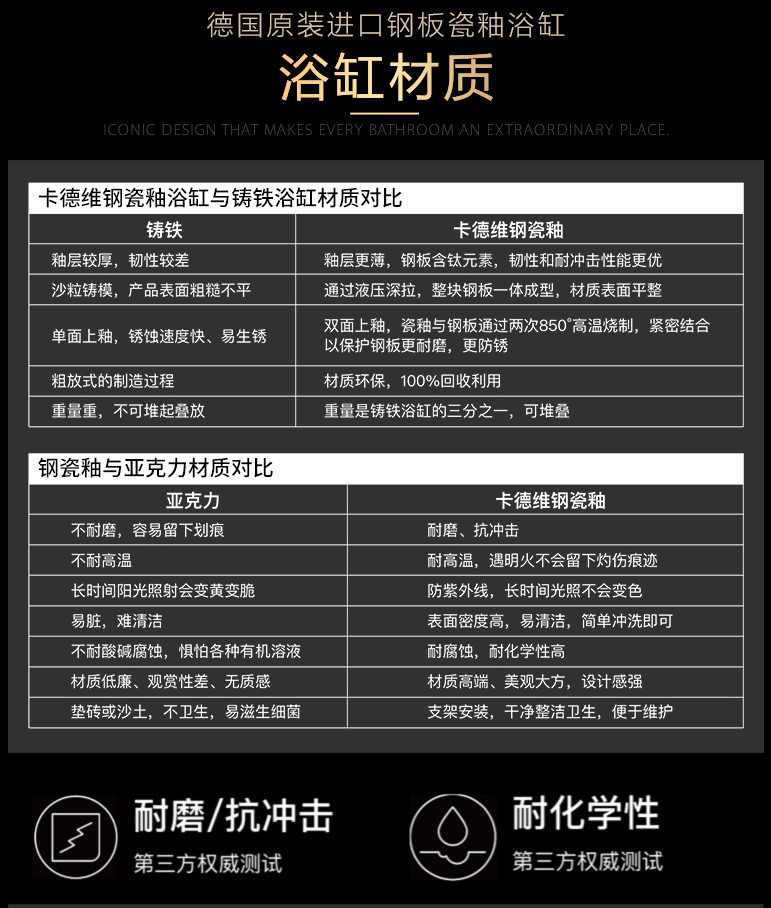 德国原装进口钢板瓷釉浴缸
浴缸材质
ICONIC DESIGN THAT MAKES EVERY BATHROOM AN EXTRAORDINARY PLACE.
卡德维钢瓷釉浴缸与铸铁浴缸材质对比
铸铁 卡德维钢瓷釉
釉层较厚，韧性较差 釉层更薄，钢板含钛元素，韧性和耐冲击性能更优
沙粒铸模，产品表面粗糙不平 通过液压深拉，整块钢板一体成型，材质表面平整
单面上釉，锈蚀速度快、易生锈 双面上釉，瓷釉与钢板通过两次850°高温烧制，紧密结合
以保护钢板更耐磨，更防锈
粗放式的制造过程 材质环保，100%回收利用
重量重，不可堆起叠放 重量是铸铁浴缸的三分之一，可堆叠
钢瓷釉与亚克力材质对比
亚克力 卡德维钢瓷釉
不耐磨，容易留下划痕 耐磨、抗冲击
不耐高温 耐高温，遇明火不会留下灼伤痕迹
长时间阳光照射会变黄变脆 防紫外线，长时间光照不会变色
易脏，难清洁 表面密度高，易清洁，简单冲洗即可
不耐酸碱腐蚀，惧怕各种有机溶液 耐腐蚀，耐化学性高
材质低廉、观赏性差、无质感 材质高端、美观大方，设计感强
垫砖或沙土，不卫生，易滋生细菌 支架安装，干净整洁卫生，便于维护
耐磨/抗冲击 耐化学性
第三方权威测试 第三方权威测试